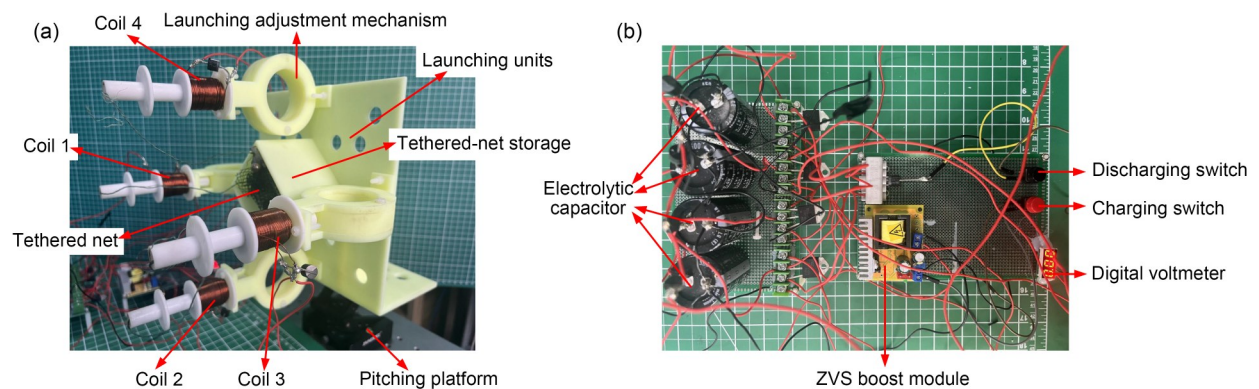 (a)
Coil 4
Launching adjustment mechanism
Launching units
Tethered-net storage
Coil 1
Tethered net
Coil 2
Coil 3
Pitching platform
(b)
Electrolytic
capacitor
Discharging switch
Charging switch
Digital voltmeter
ZVS boost module